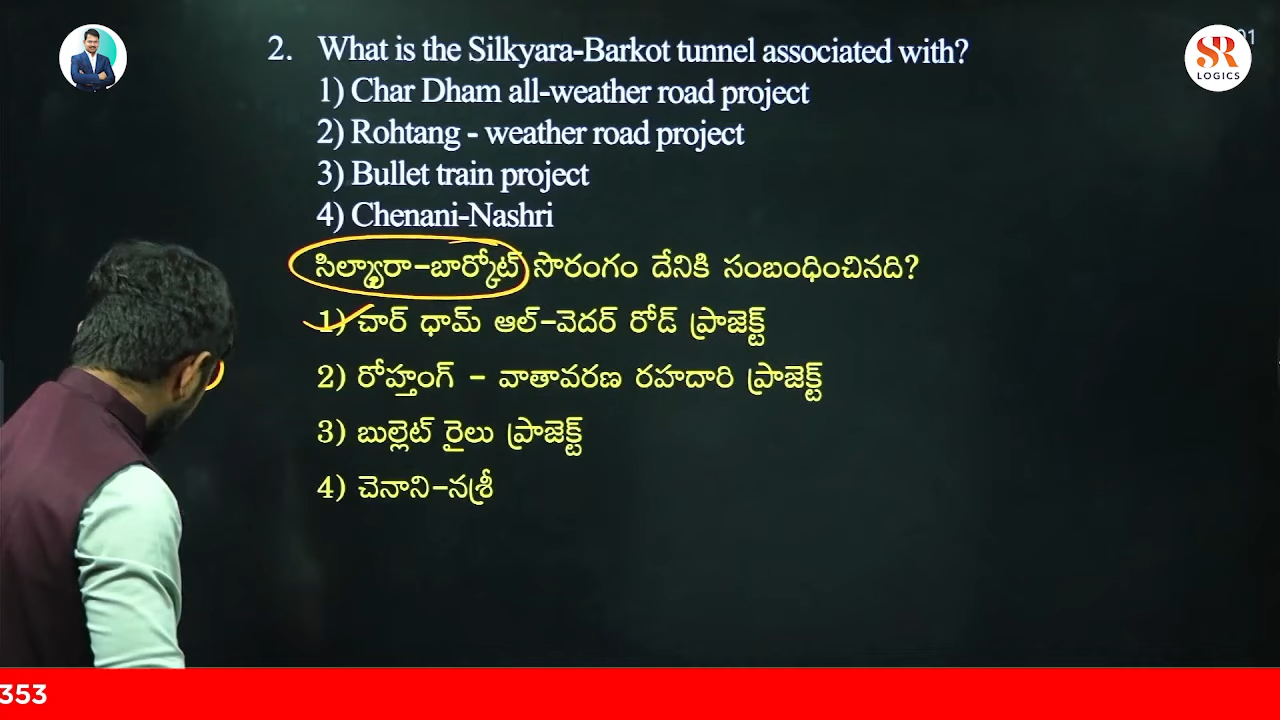 2. What is the Silkyara-Barkot tunnel associated with?
1) Char Dham all-weather road project
2) Rohtang - weather road project
3) Bullet train project
4) Chenani-Nashri
సిల్క్యారా-బార్కోట్ సొరంగం దేనికి సంబంధించినది?
1) చార్ ధామ్ ఆల్-వెదర్ రోడ్ ప్రాజెక్ట్
2) రోహ్తంగ్ - వాతావరణ రహదారి ప్రాజెక్ట్
3) బుల్లెట్ రైలు ప్రాజెక్ట్
4) చెనాని-నశ్రీ
SR
LOGICS
353